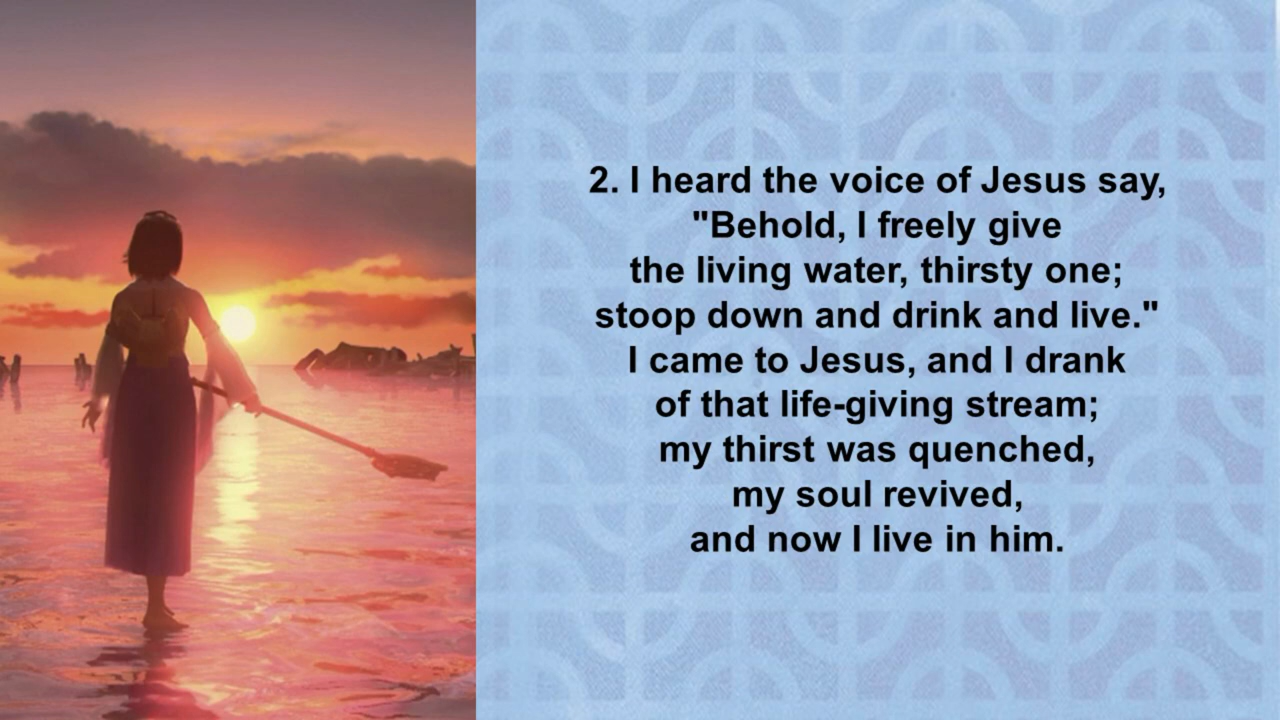 2. I heard the voice of Jesus say,
"Behold, I freely give
the living water, thirsty one;
stoop down and drink and live."
I came to Jesus, and I drank
of that life-giving stream;
my thirst was quenched,
my soul revived,
and now I live in him.